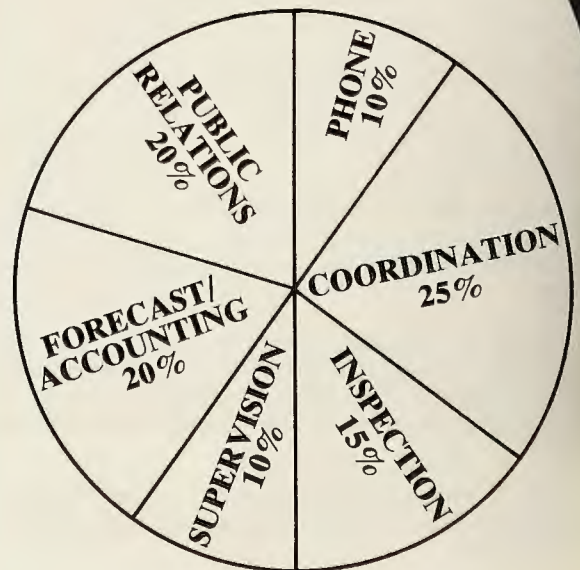 PHONE
10%
COORDINATION
25%
INSPECTION
15%
SUPERVISION
10%
FORECAST/
ACCOUNTING
20%
PUBLIC
RELATIONS
20%